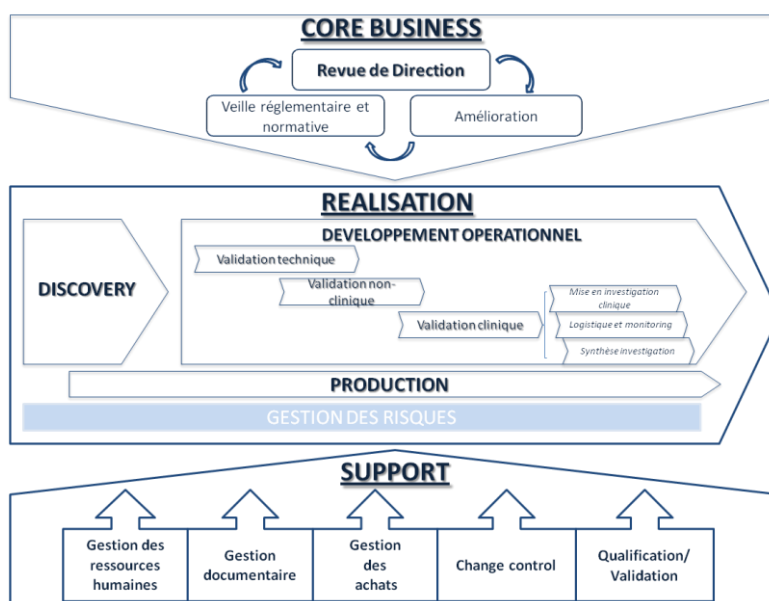 CORE BUSINESS
Revue de Direction
Veille réglementaire et
normative
Amélioration
REALISATION
DEVELOPPEMENT OPERATIONNEL
Validation technique
DISCOVERY
Validation non-
clinique
Mise en investigation
clinique
Validation clinique
Logistique et monitoring
Synthèse investigation
PRODUCTION
GESTION DES RISQUES
SUPPORT
Gestion des
ressources
humaines
Gestion
documentaire
Gestion
des
achats
Change control
Qualification/
Validation